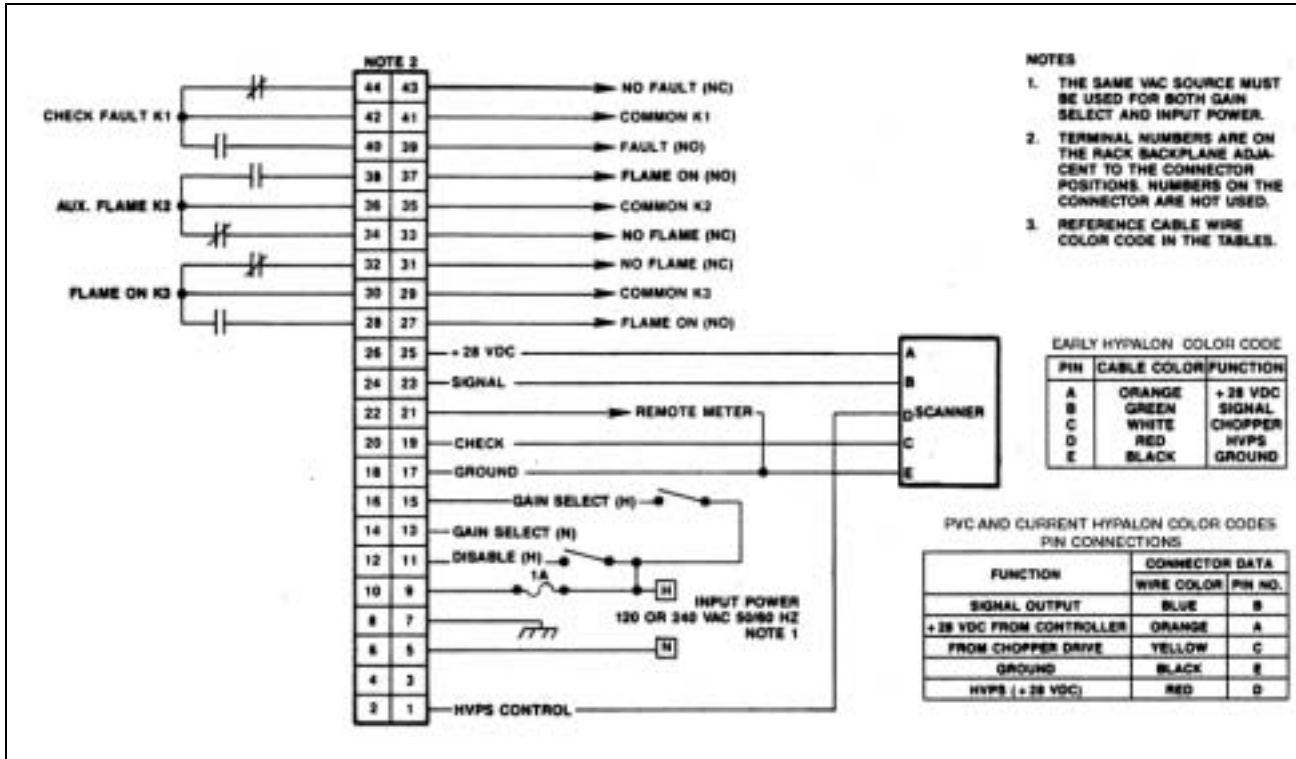 NOTE 2
44 43 NO FAULT (NC)
CHECK FAULT K1 42 41 COMMON K1
40 39 FAULT (NO)
38 37 FLAME ON (NO)
AUX. FLAME K2 36 35 COMMON K2
34 33 NO FLAME (NC)
32 31 NO FLAME (NC)
FLAME ON K3 30 29 COMMON K3
28 27 FLAME ON (NO)
26 25 + 28 VDC A
24 23 SIGNAL B
22 21 REMOTE METER D SCANNER
20 19 CHECK C
18 17 GROUND E
16 15 GAIN SELECT (H)
14 13 GAIN SELECT (N)
12 11 DISABLE (H)
1A
10 9 H
INPUT POWER
8 7 120 OR 240 VAC 50/60 HZ
NOTE 1
6 5 N
4 3
2 1 HVPS CONTROL
NOTES
1. THE SAME VAC SOURCE MUST
BE USED FOR BOTH GAIN
SELECT AND INPUT POWER.
2. TERMINAL NUMBERS ARE ON
THE RACK BACKPLANE ADJA-
CENT TO THE CONNECTOR
POSITIONS. NUMBERS ON THE
CONNECTOR ARE NOT USED.
3. REFERENCE CABLE WIRE
COLOR CODE IN THE TABLES.
EARLY HYPALON COLOR CODE
PIN CABLE COLOR FUNCTION
A ORANGE + 28 VDC
B GREEN SIGNAL
C WHITE CHOPPER
D RED HVPS
E BLACK GROUND
PVC AND CURRENT HYPALON COLOR CODES
PIN CONNECTIONS
FUNCTION CONNECTOR DATA
WIRE COLOR PIN NO.
SIGNAL OUTPUT BLUE B
+ 28 VDC FROM CONTROLLER ORANGE A
FROM CHOPPER DRIVE YELLOW C
GROUND BLACK E
HVPS (+ 28 VDC) RED D